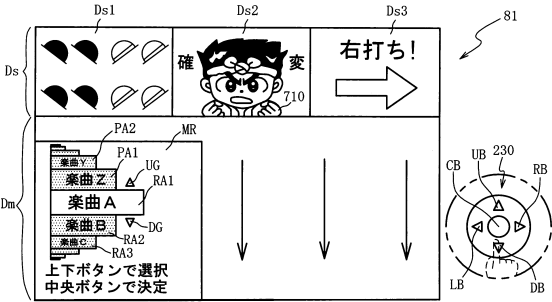 Ds1
Ds2
Ds3
81
Ds
確
変
右打ち!
710
Dm
PA2
MR
楽曲Y
PA1
UG
楽曲Z
RA1
楽曲A
楽曲B
DG
RA2
楽曲C
RA3
上下ボタンで選択
中央ボタンで決定
230
CB
UB
RB
LB
DB